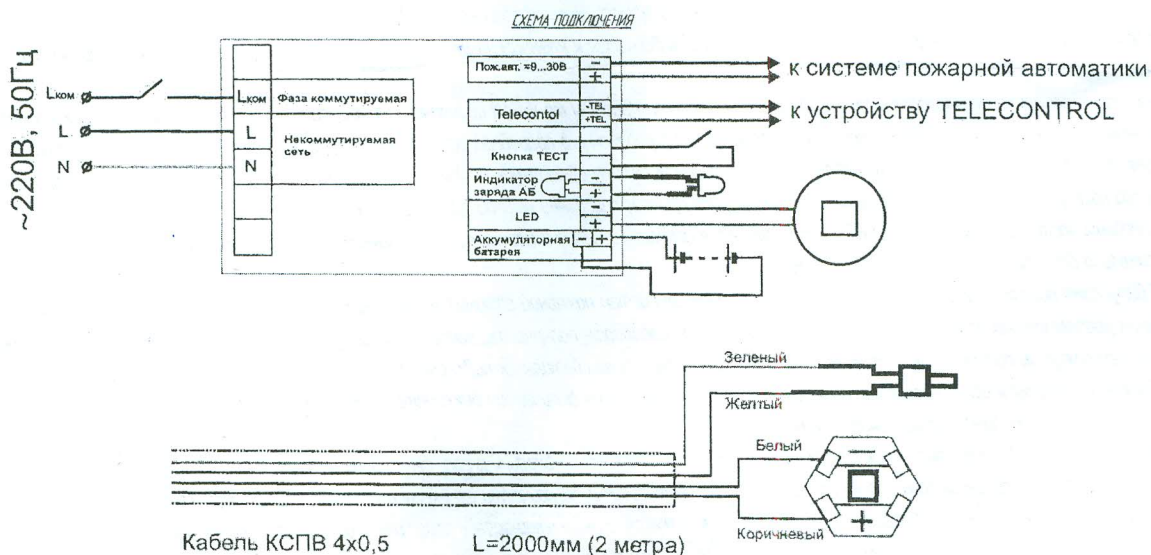 СХЕМА ПОДКЛЮЧЕНИЯ
~220В, 50Гц
Lком
L
N
Lком
L
N
Фаза коммутируемая
Некоммутируемая
сеть
Пож.авт. ≈9...30В
-
+
к системе пожарной автоматики
Telecontol
-TEL
+TEL
к устройству TELECONTROL
Кнопка ТЕСТ
Индикатор
заряда АБ
-
+
LED
-
+
Аккумуляторная
батарея
- +
Зеленый
Желтый
Белый
-
+
Коричневый
Кабель КСПВ 4х0,5 L=2000мм (2 метра)